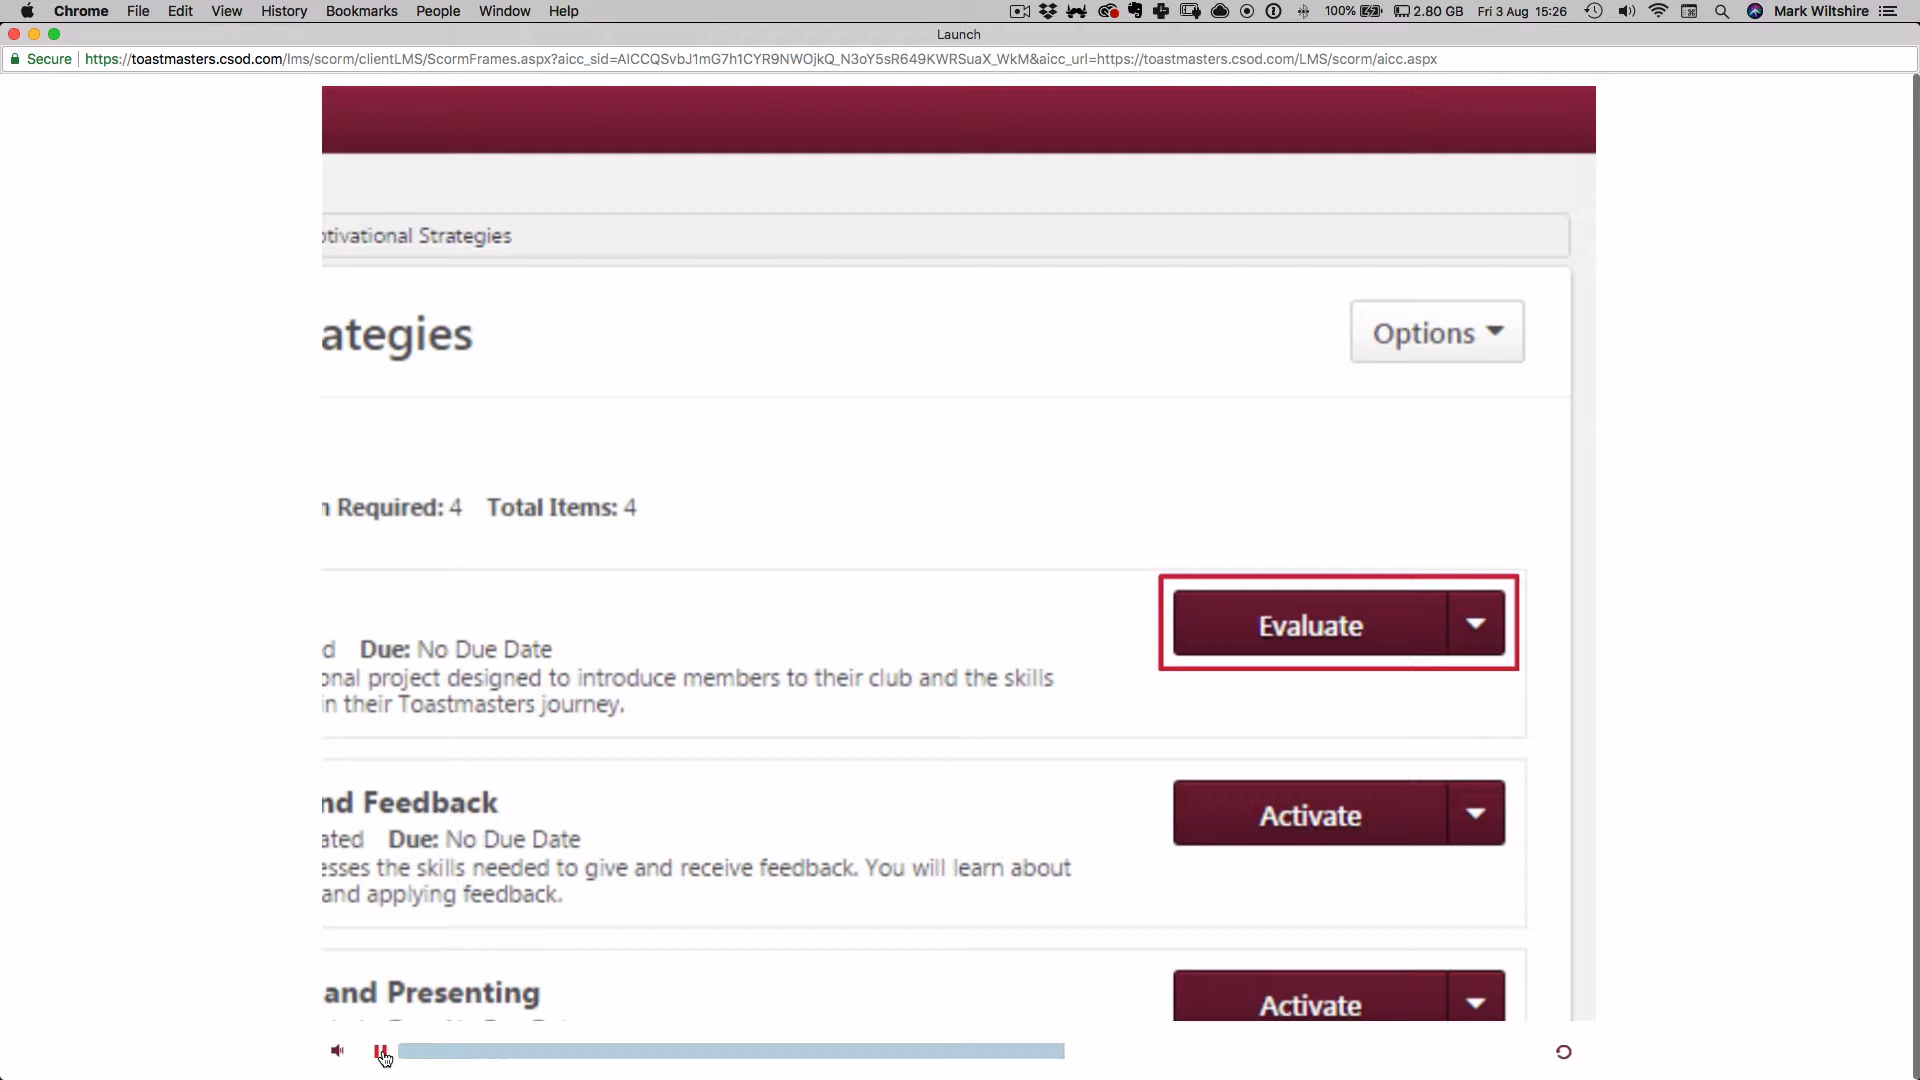 Chrome File Edit View History Bookmarks People Window Help 100% 2.80 GB Fri 3 Aug 15:26 Mark Wiltshire
Launch
Secure https://toastmasters.csod.com/lms/scorm/clientLMS/ScormFrames.aspx?aicc_sid=AICCQSvbJ1mG7h1CYR9NWOjkQ_N3oY5sR649KWRSuaX_WkM&aicc_url=https://toastmasters.csod.com/LMS/scorm/aicc.aspx
otivational Strategies
ategies
Options
n Required: 4 Total Items: 4
Evaluate
d Due: No Due Date
onal project designed to introduce members to their club and the skills
in their Toastmasters journey.
nd Feedback
Activate
ated Due: No Due Date
esses the skills needed to give and receive feedback. You will learn about
and applying feedback.
and Presenting
Activate